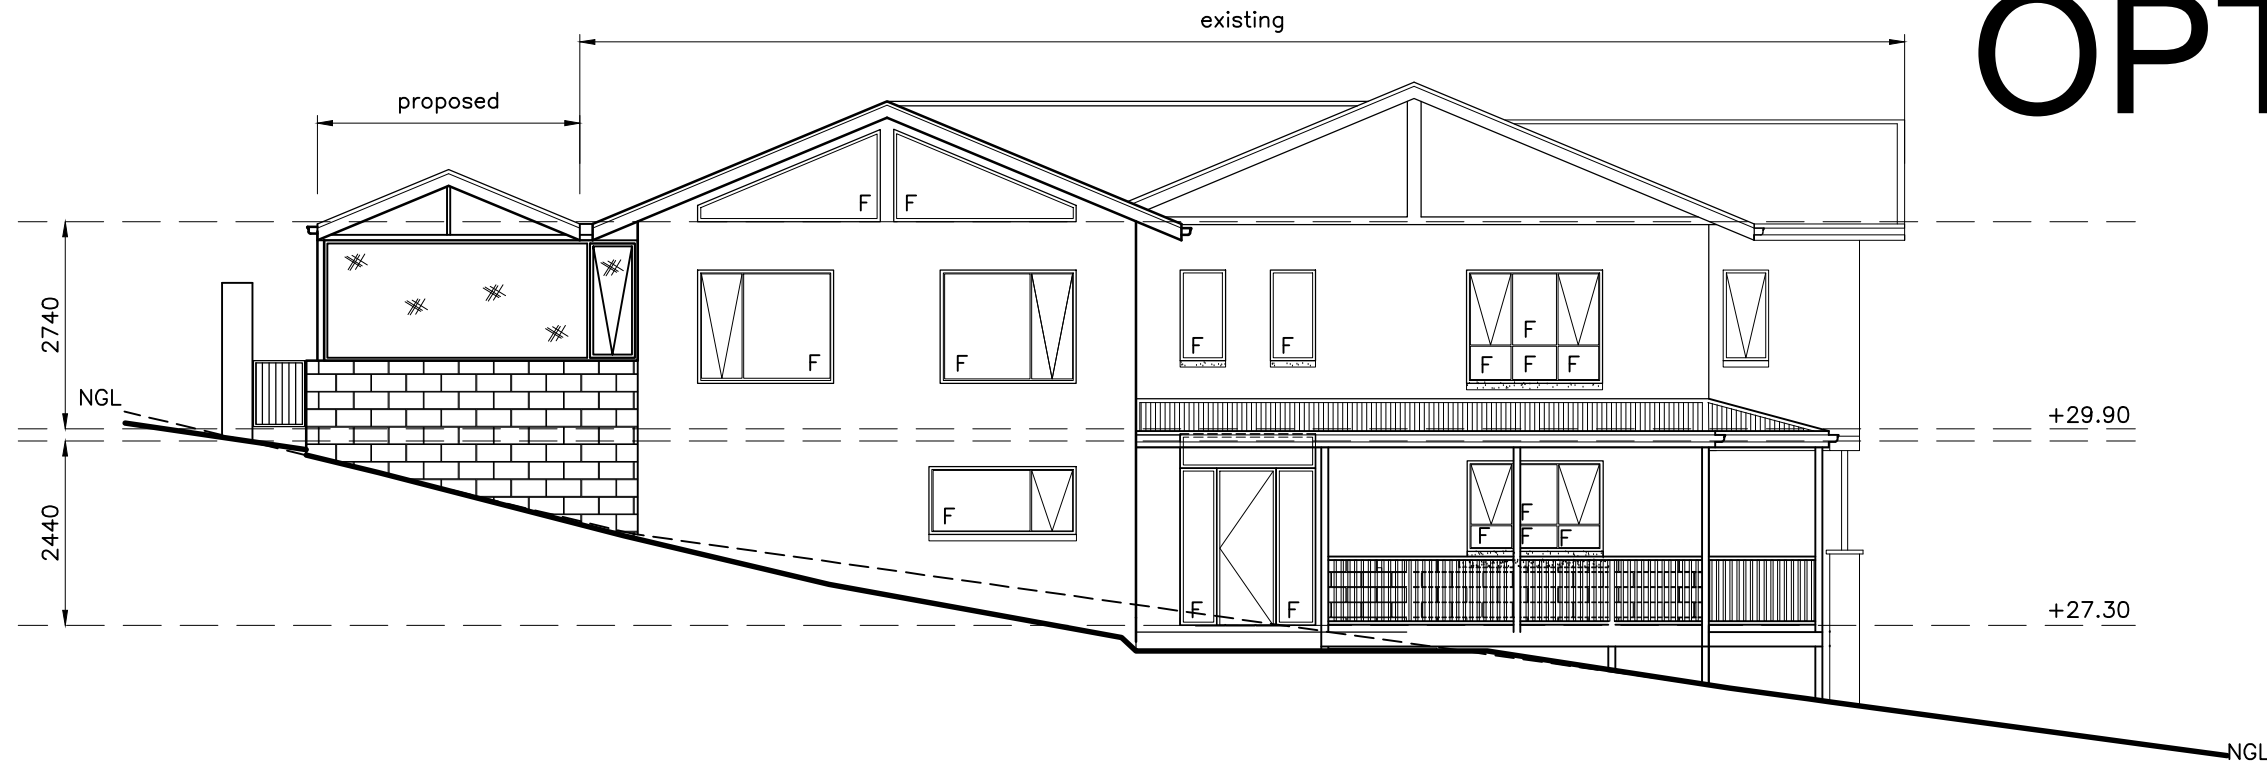 existing
OPT
proposed
F F
2740
F F F F F
F F F
NGL
+29.90
2440
F F
F F F
F F
+27.30
NGL